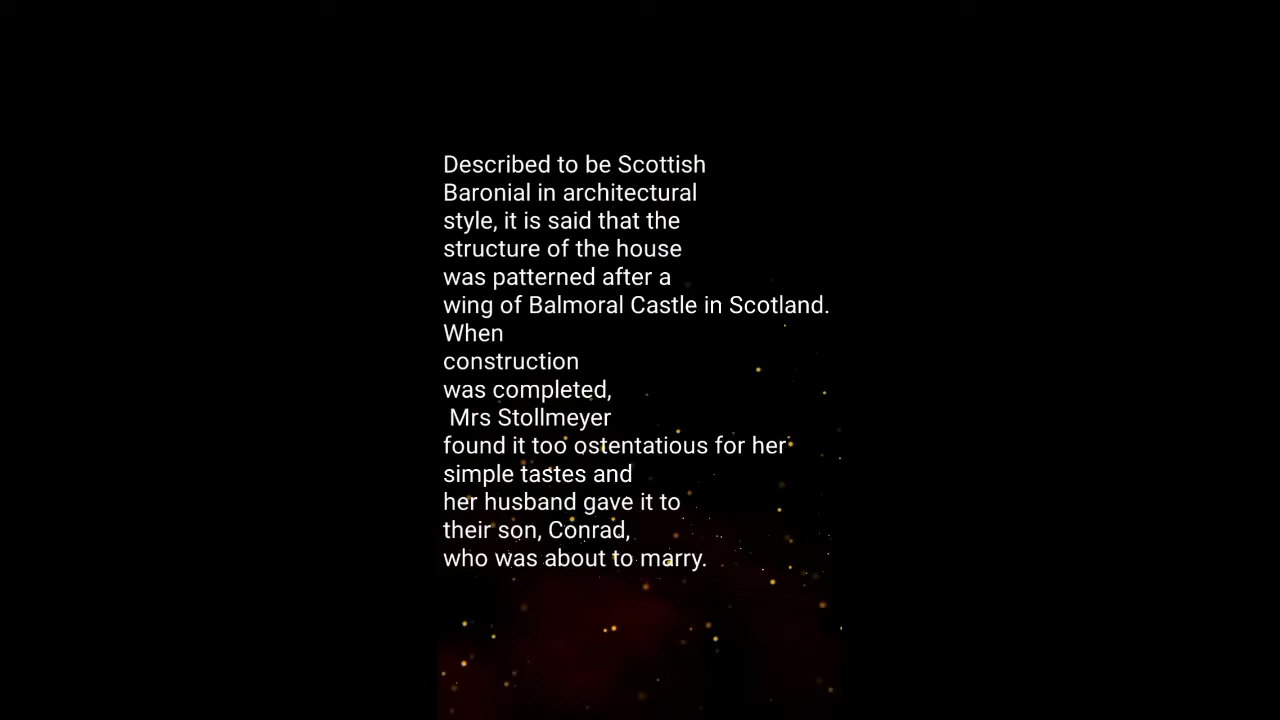 Described to be Scottish
Baronial in architectural
style, it is said that the
structure of the house
was patterned after a
wing of Balmoral Castle in Scotland.
When
construction
was completed,
Mrs Stollmeyer
found it too ostentatious for her
simple tastes and
her husband gave it to
their son, Conrad,
who was about to marry.